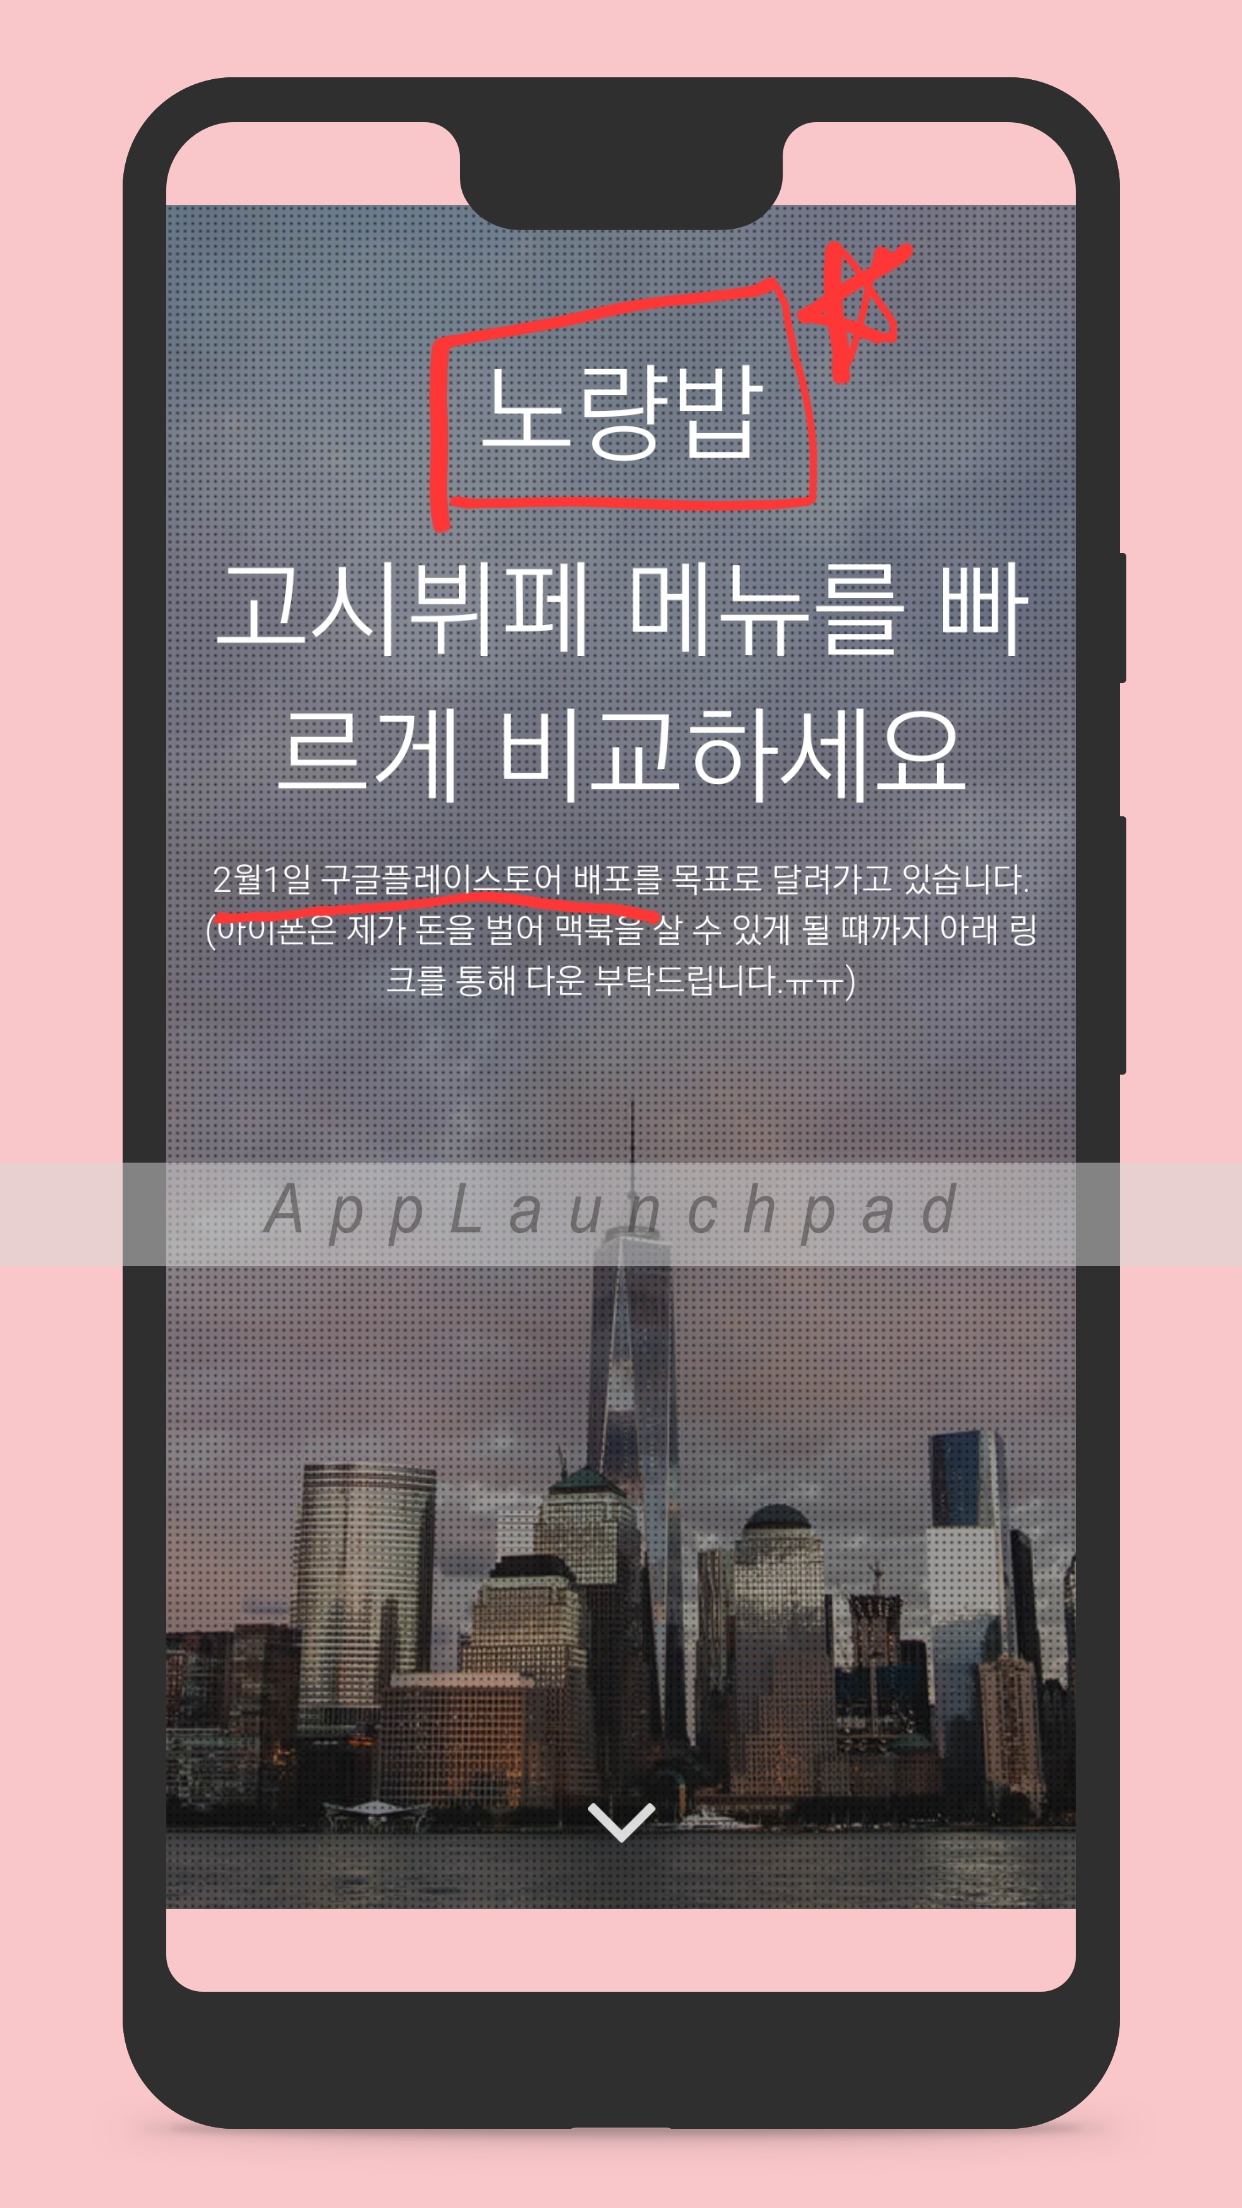 노량밥
고시뷔페 메뉴를 빠
르게 비교하세요
2월1일 구글플레이스토어 배포를 목표로 달려가고 있습니다.
(아이폰은 제가 돈을 벌어 맥북을 살 수 있게 될 떄까지 아래 링
크를 통해 다운 부탁드립니다.ㅠㅠ)
AppLaunchpad